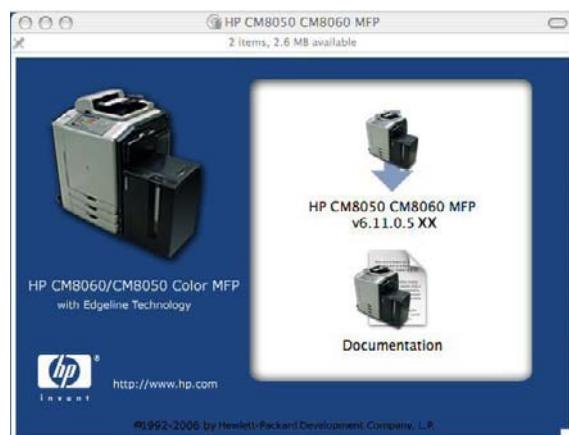 HP CM8050 CM8060 MFP
2 items, 2.6 MB available
HP CM8050 CM8060 MFP
v6.11.0.5 XX
HP CM8060/CM8050 Color MFP
with Edgeline Technology
Documentation
hp
®
invent
http://www.hp.com
©1992-2006 by Hewlett-Packard Development Company, L.P.